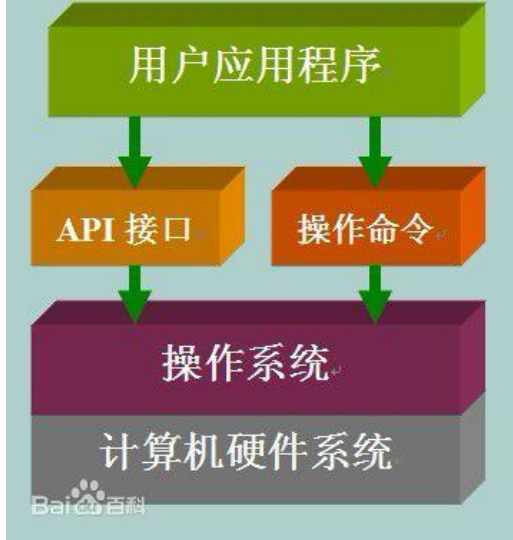 用户应用程序
API 接口
操作命令
操作系统
计算机硬件系统
Bai百科